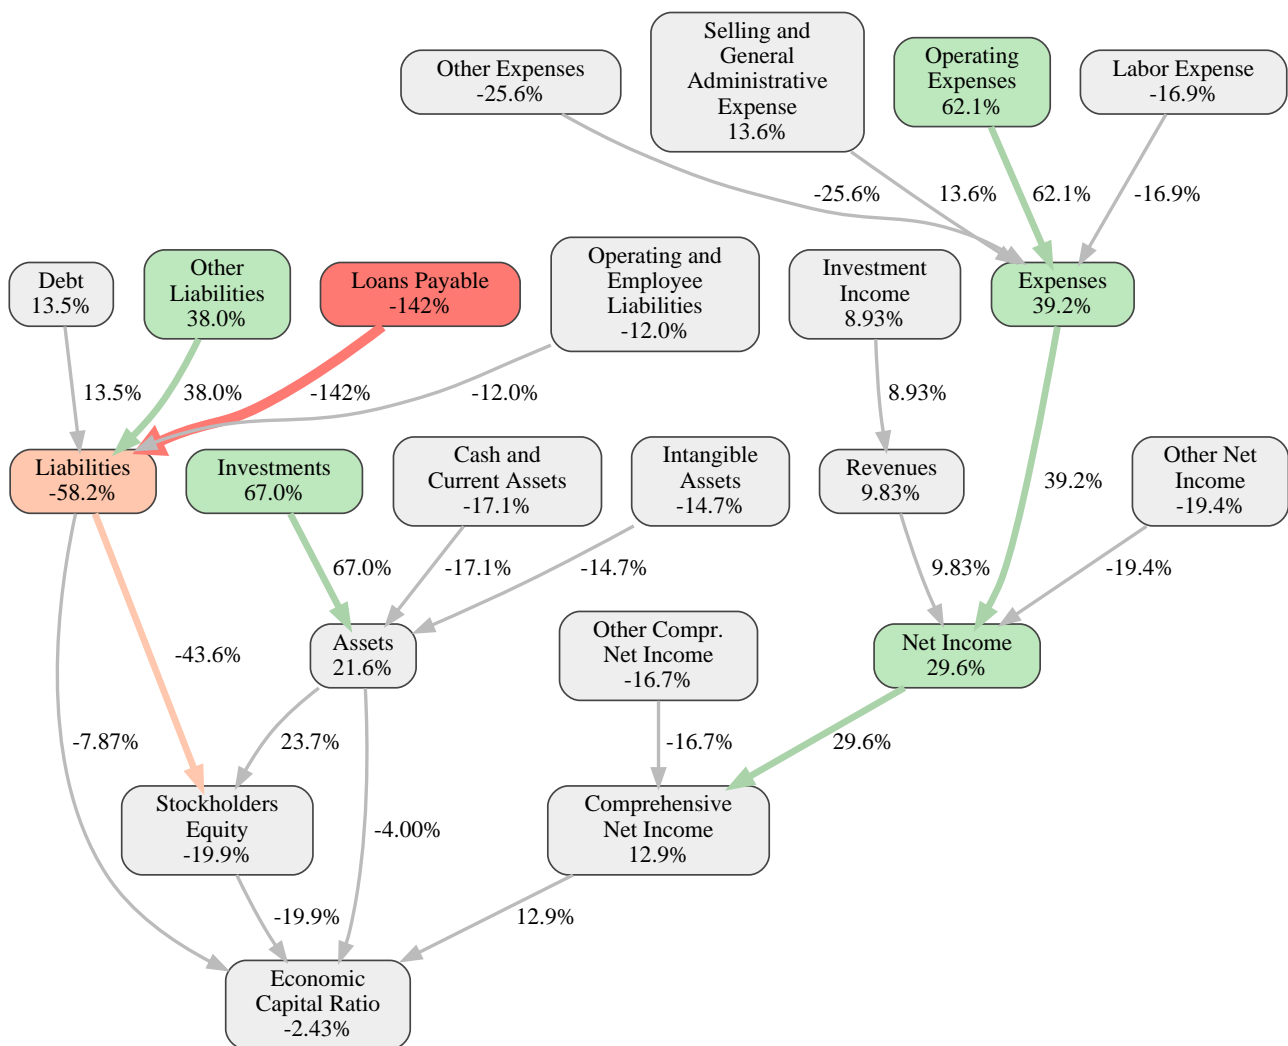 Other Expenses
-25.6%
Selling and
General
Administrative
Expense
13.6%
Operating
Expenses
62.1%
Labor Expense
-16.9%
-25.6%
13.6%
62.1%
-16.9%
Debt
13.5%
Other
Liabilities
38.0%
Loans Payable
-142%
Operating and
Employee
Liabilities
-12.0%
Investment
Income
8.93%
Expenses
39.2%
13.5%
38.0%
-142%
-12.0%
8.93%
Liabilities
-58.2%
Investments
67.0%
Cash and
Current Assets
-17.1%
Intangible
Assets
-14.7%
Revenues
9.83%
39.2%
Other Net
Income
-19.4%
67.0%
-17.1%
-14.7%
9.83%
-19.4%
-43.6%
Assets
21.6%
Other Compr.
Net Income
-16.7%
Net Income
29.6%
-7.87%
23.7%
-16.7%
29.6%
Stockholders
Equity
-19.9%
-4.00%
Comprehensive
Net Income
12.9%
-19.9%
12.9%
Economic
Capital Ratio
-2.43%